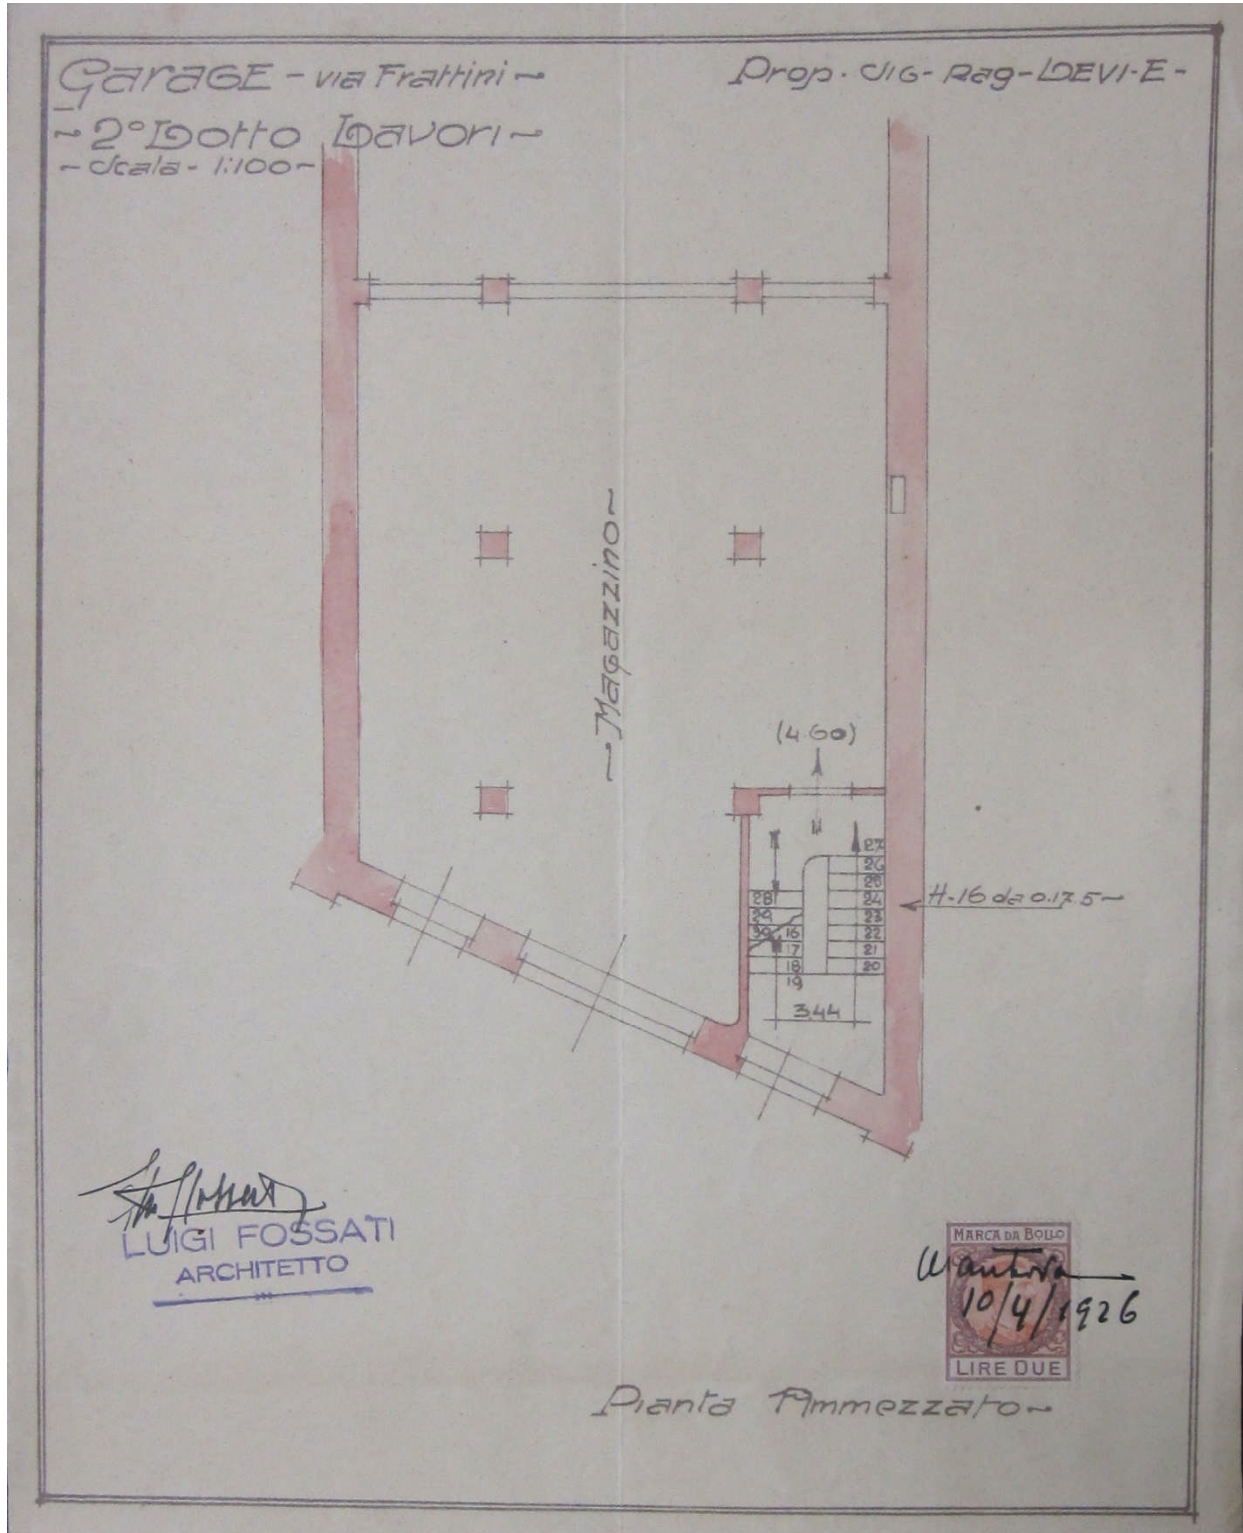 Garage - via Frattini ~
Prop. Sig - Rag - LEVI - E -
~ 2° Lotto Lavori ~
~ Scala - 1:100 ~
~ Magazzino ~
(4.60)
27
26
25
24
23
22
21
20
28
29
30 16
17
18
19
3.44
H-16 da 0.17.5 ~
LUIGI FOSSATI
ARCHITETTO
MARCA DA BOLLO
Mantova
10/4/1926
LIRE DUE
Pianta Ammezzato ~